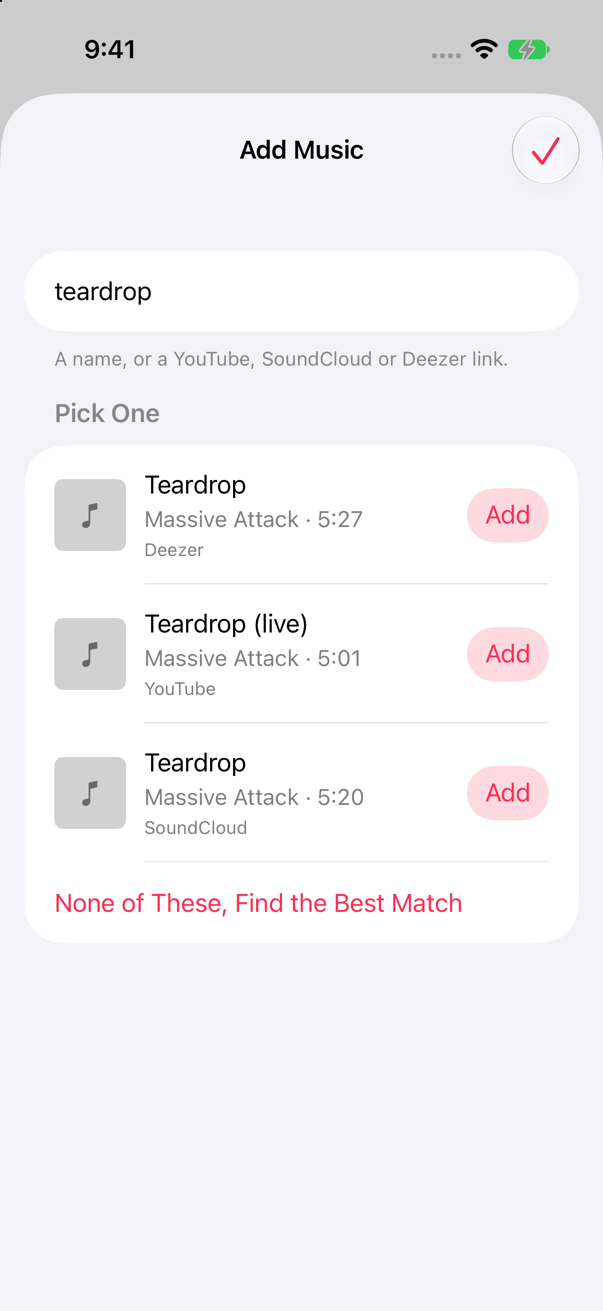 9:41
Add Music
teardrop
A name, or a YouTube, SoundCloud or Deezer link.
Pick One
Teardrop
Massive Attack · 5:27
Deezer
Add
Teardrop (live)
Massive Attack · 5:01
YouTube
Add
Teardrop
Massive Attack · 5:20
SoundCloud
Add
None of These, Find the Best Match